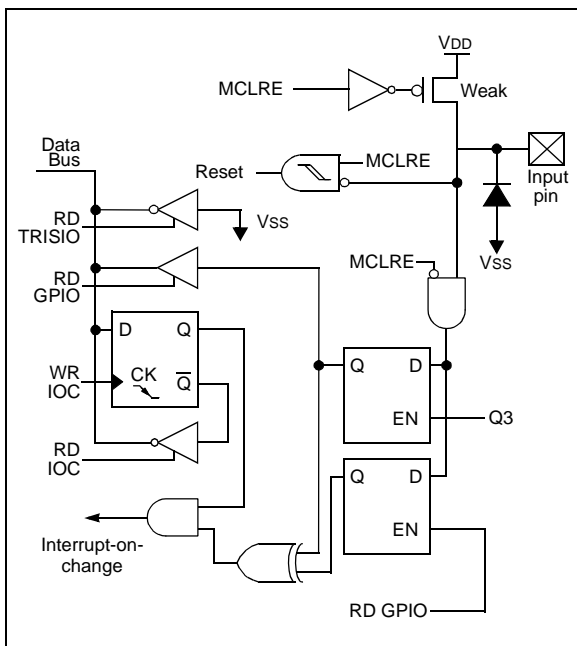 VDD
MCLRE
Weak
Data
Bus
MCLRE
Reset
Input
pin
RD
TRISIO
VSS
VSS
RD
GPIO
MCLRE
D
Q
Q
D
WR
IOC
CK
Q
EN
Q3
RD
IOC
Q
D
EN
Interrupt-on-
change
RD GPIO